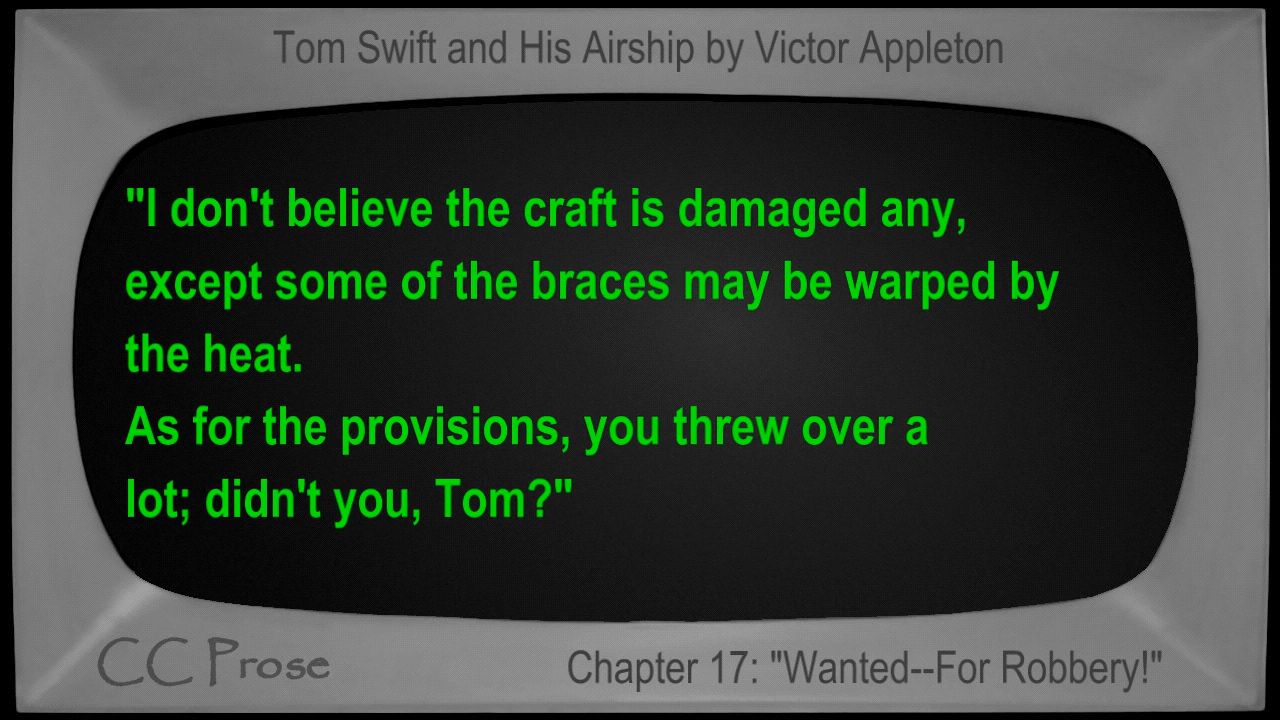 Tom Swift and His Airship by Victor Appleton
"I don't believe the craft is damaged any,
except some of the braces may be warped by
the heat.
As for the provisions, you threw over a
lot; didn't you, Tom?"
CC Prose
Chapter 17: "Wanted--For Robbery!"